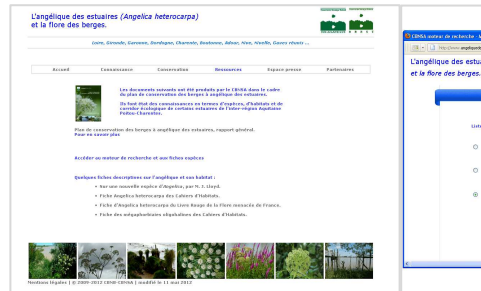 L'angélique des estuaires (Angelica heterocarpa)
et la flore des berges.
Loire, Gironde, Garonne, Dordogne, Charente, Boutonne, Adour, Nive, Nivelle, Gaves réunis ...
Accueil Connaissance Conservation Ressources Espace presse Partenaires
Les documents suivants ont été produits par le CBNSA dans le cadre
du plan de conservation des berges à angélique des estuaires.
Ils font état des connaissances en termes d'espèces, d'habitats et de
corridor écologique de certains estuaires de l'inter-région Aquitaine
Poitou-Charentes.
Plan de conservation des berges à angélique des estuaires, rapport général.
Pour en savoir plus
Accéder au moteur de recherche et aux fiches espèces
Quelques fiches descriptives sur l'angélique et son habitat :
• Sur une nouvelle espèce d'Angelica, par M. J. Lloyd.
• Fiche Angelica heterocarpa des Cahiers d'Habitats.
• Fiche d'Angelica heterocarpa du Livre Rouge de la Flore menacée de France.
• Fiche des mégaphorbiaies oligohalines des Cahiers d'Habitats.
Mentions légales | © 2009-2012 CBNB-CBNSA | modifié le 11 mai 2012
CBNSA moteur de recherche - M
http://www.angeliquede
L'angélique des estua
et la flore des berges.
Liste